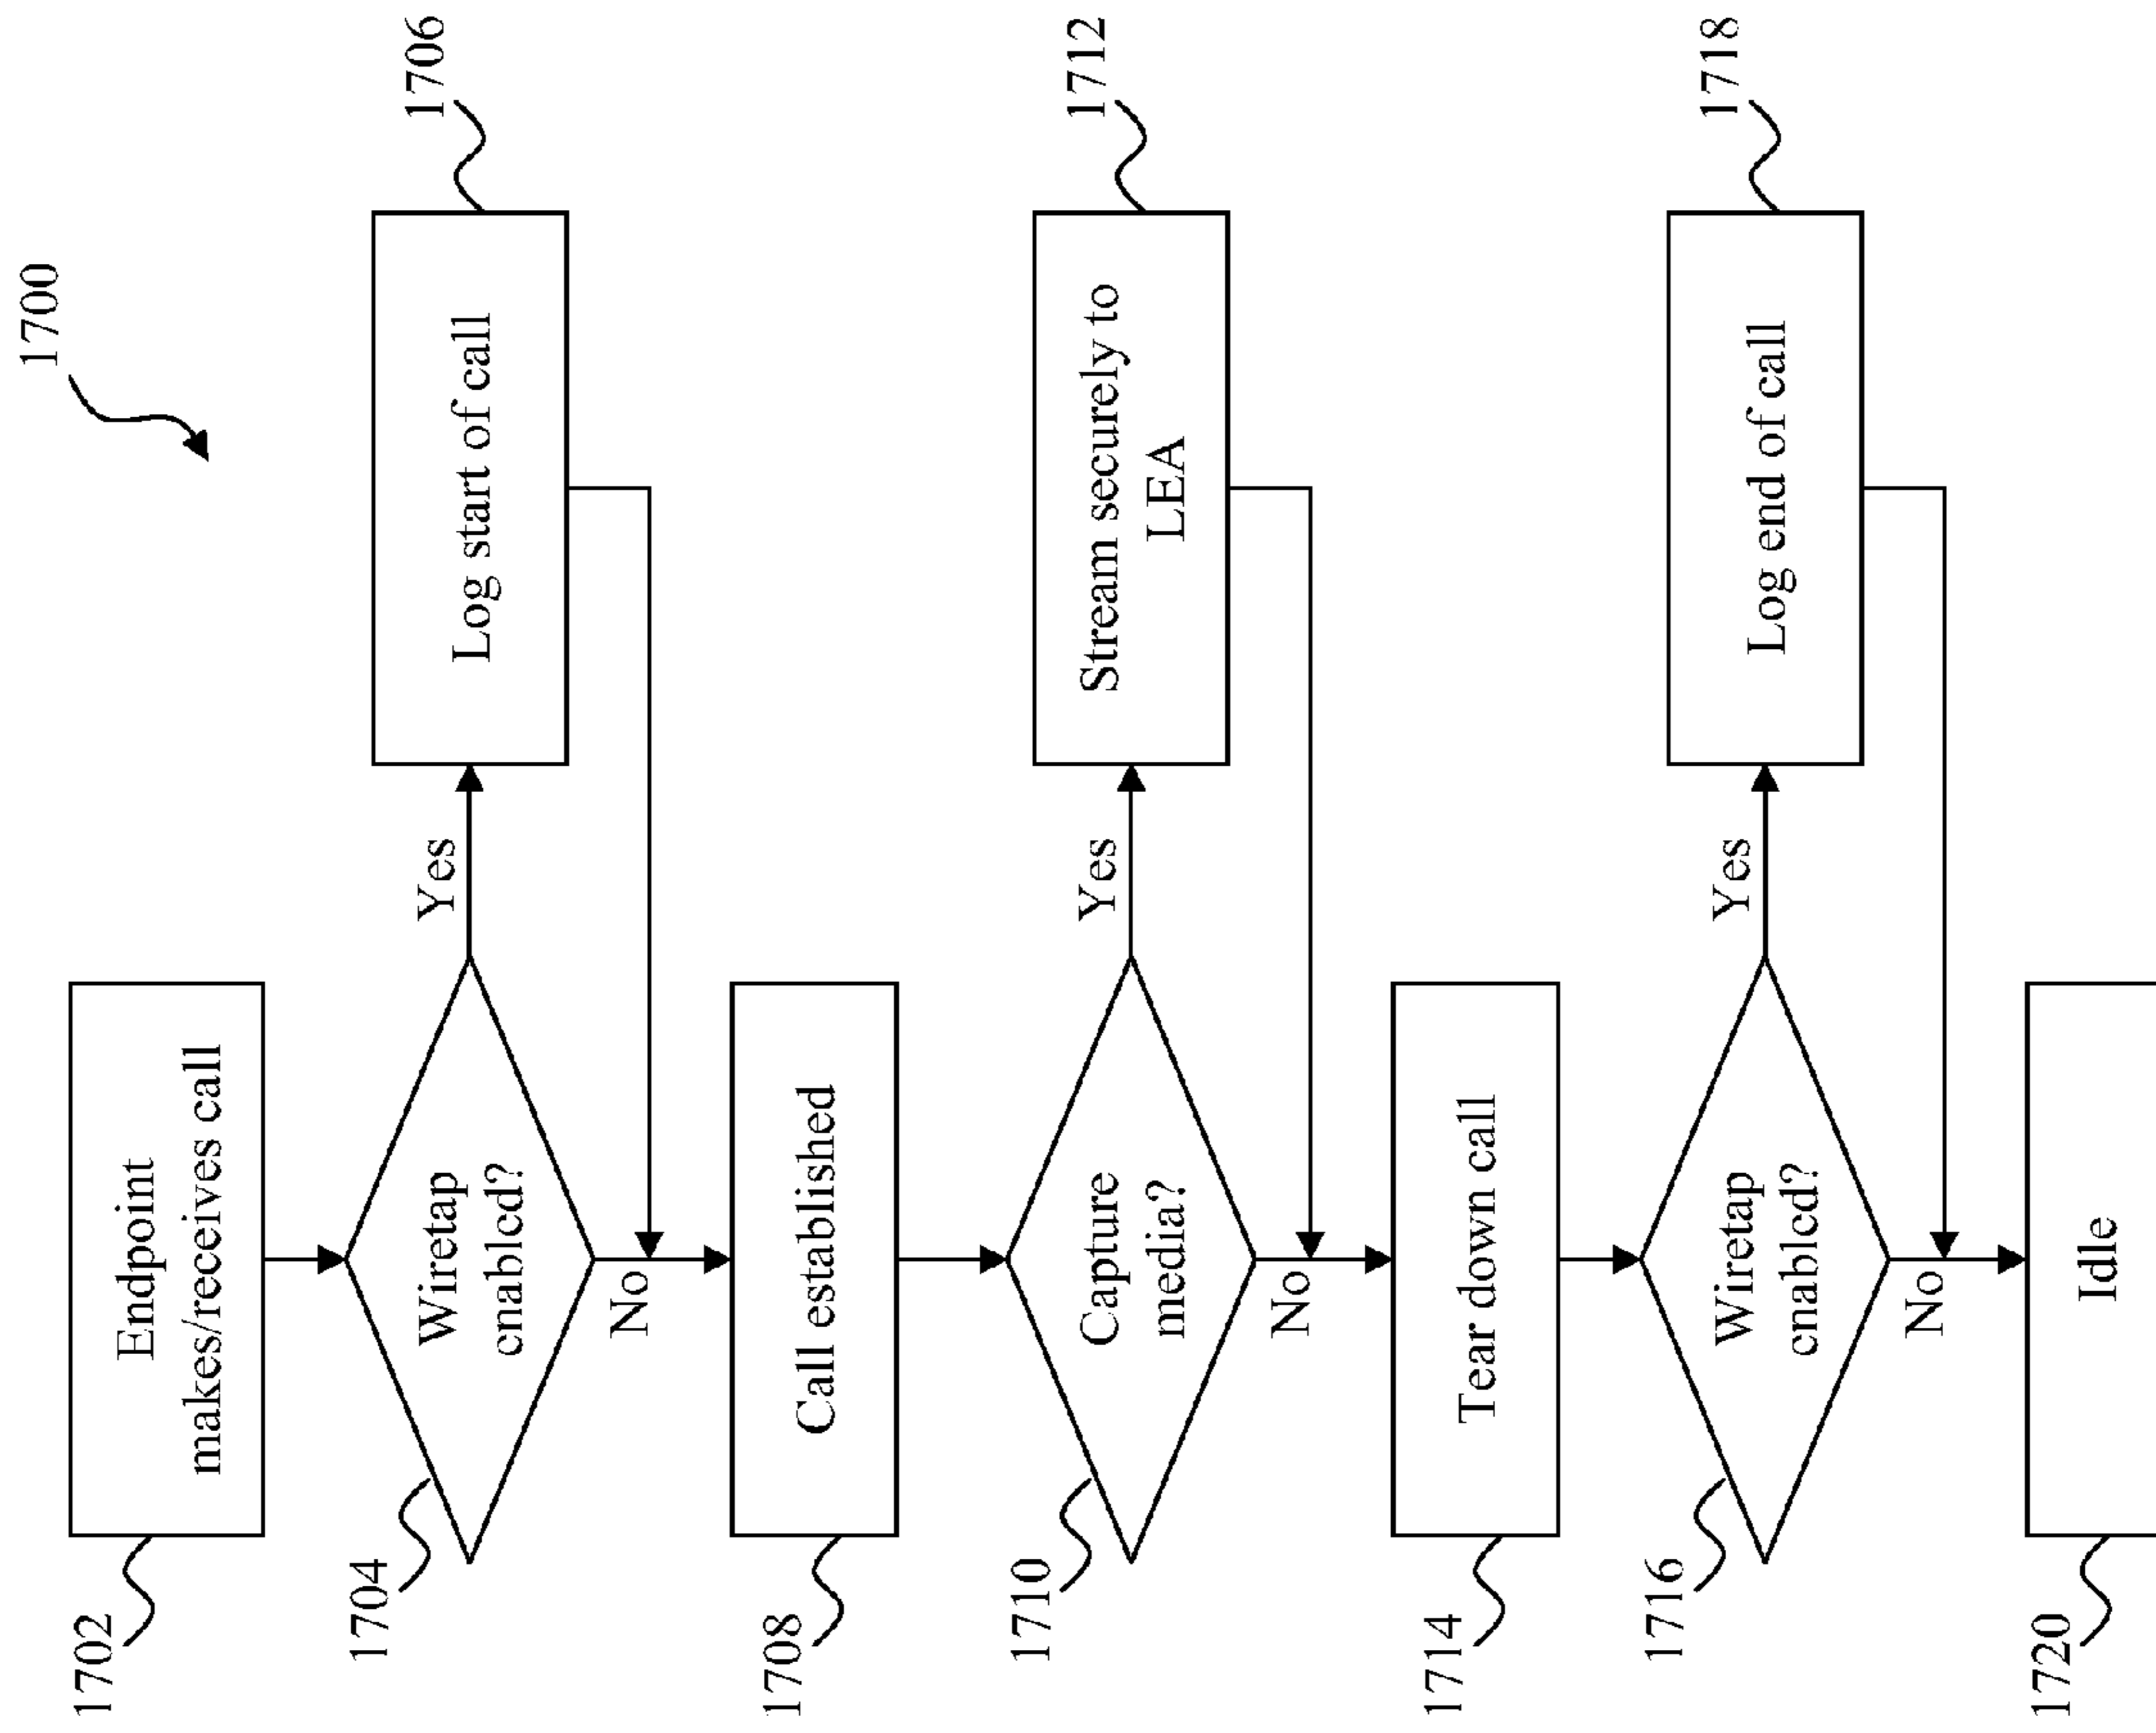 1700
1702
Endpoint
makes/receives call
1704
Wiretap
enabled?
Yes
Log start of call
1706
No
1708
Call established
1710
Capture
media?
Yes
Stream securely to
LEA
1712
No
1714
Tear down call
1716
Wiretap
enabled?
Yes
Log end of call
1718
No
1720
Idle